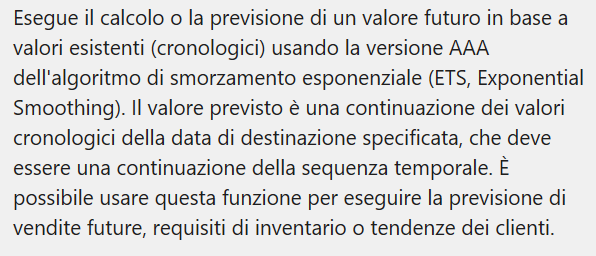 Esegue il calcolo o la previsione di un valore futuro in base a
valori esistenti (cronologici) usando la versione AAA
dell'algoritmo di smorzamento esponenziale (ETS, Exponential
Smoothing). Il valore previsto è una continuazione dei valori
cronologici della data di destinazione specificata, che deve
essere una continuazione della sequenza temporale. È
possibile usare questa funzione per eseguire la previsione di
vendite future, requisiti di inventario o tendenze dei clienti.